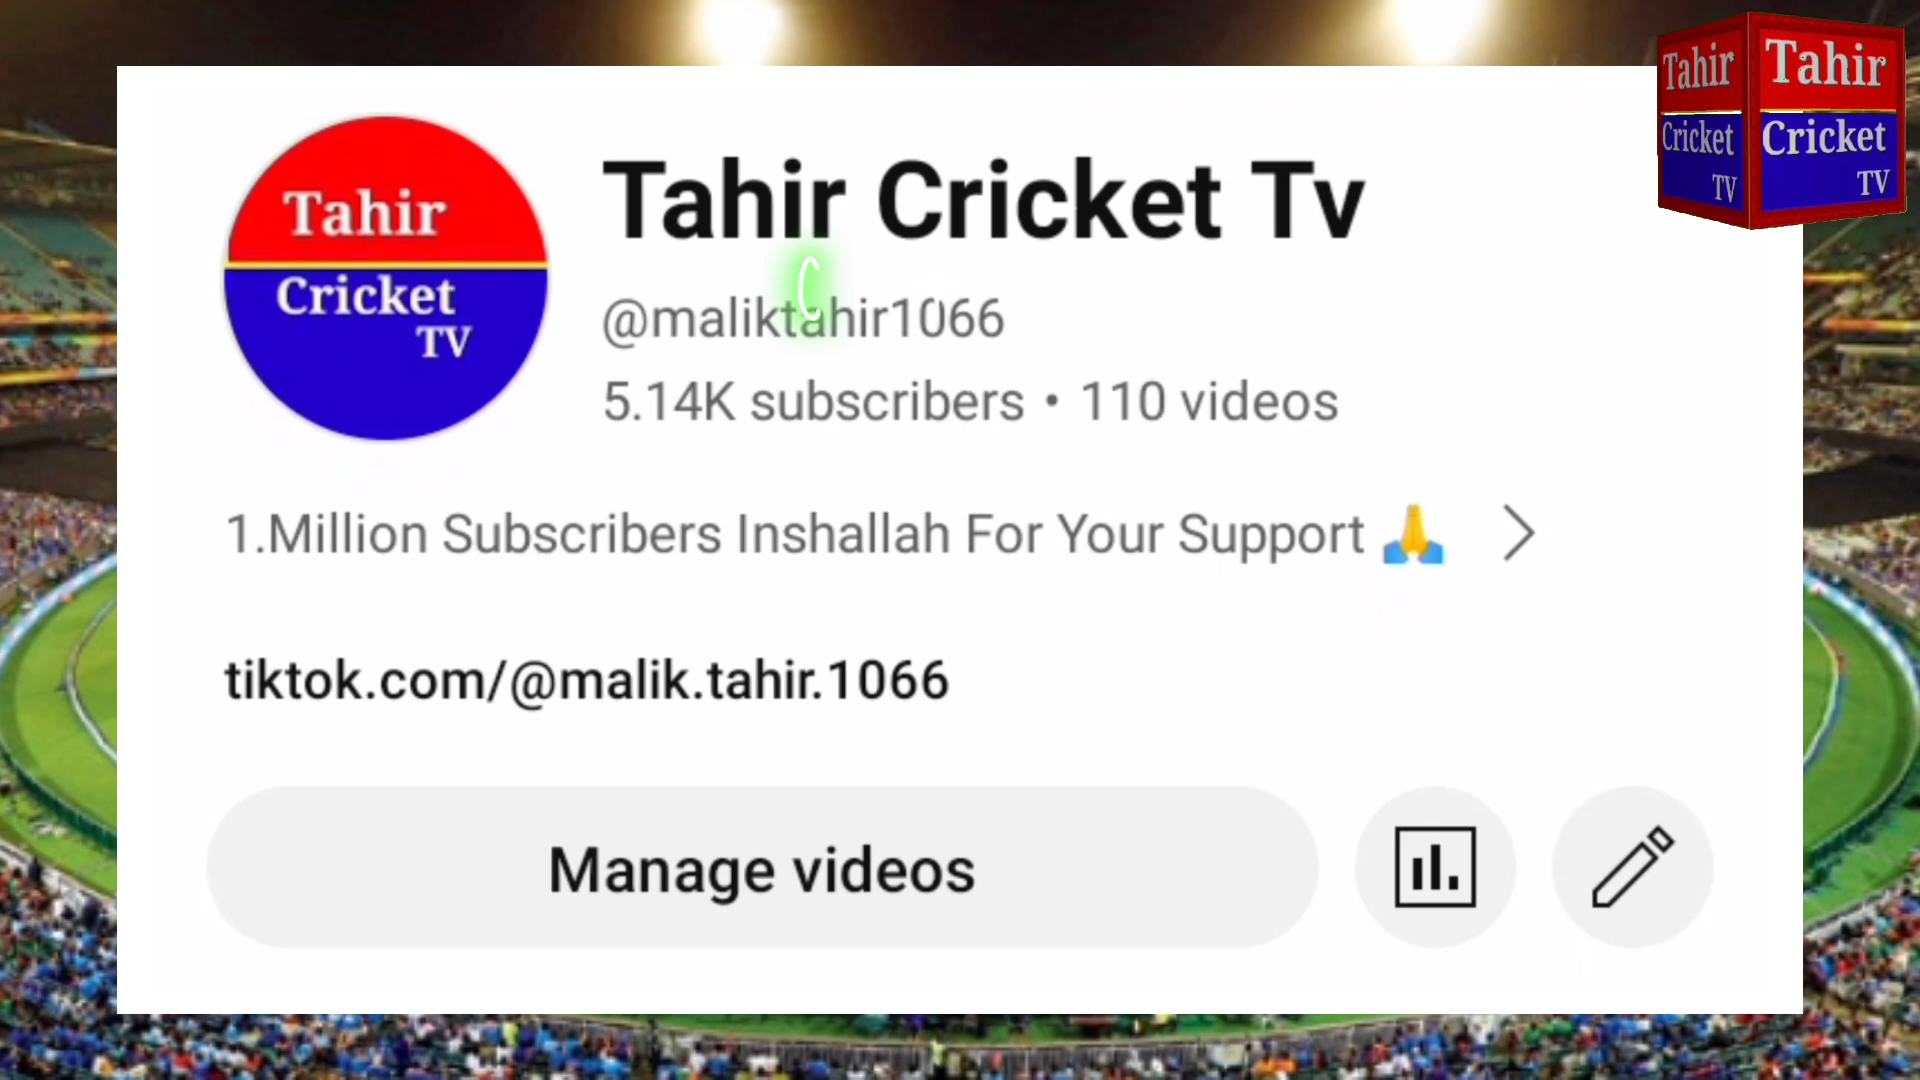 Tahir
Cricket
TV
Tahir Cricket Tv
@maliktahir1066
5.14K subscribers • 110 videos
1.Million Subscribers Inshallah For Your Support 🙏
tiktok.com/@malik.tahir.1066
Manage videos
Tahir
Cricket
TV
Tahir
Cricket
TV